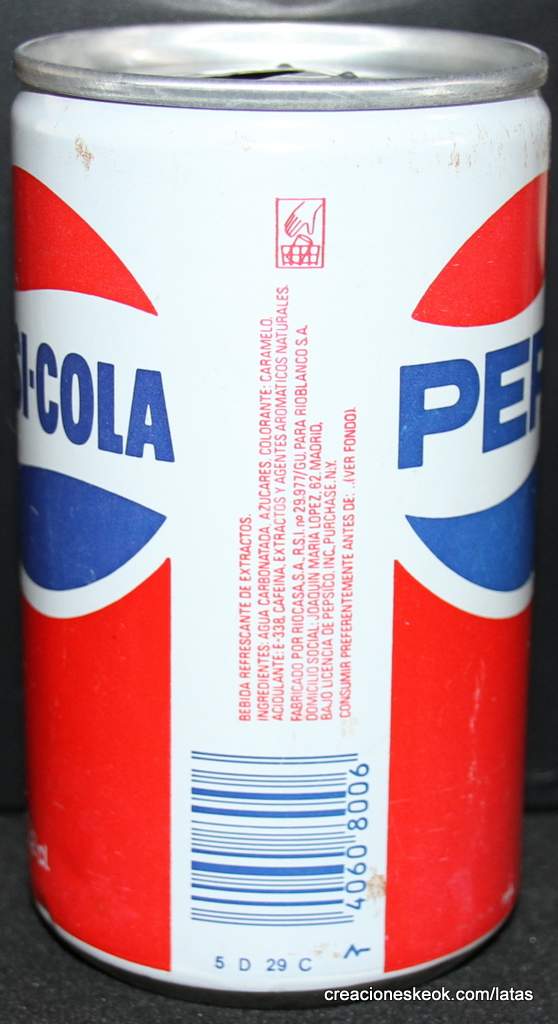 I-COLA
PEP
BEBIDA REFRESCANTE DE EXTRACTOS.
INGREDIENTES: AGUA CARBONATADA, AZUCARES, COLORANTE: CARAMELO,
ACIDULANTE: E-338, CAFEINA, EXTRACTOS Y AGENTES AROMATICOS NATURALES.
FABRICADO POR RIOCASA, S.A., R.S.I. nº 29.977/GU, PARA RIOBLANCO S.A.
DOMICILIO SOCIAL: JOAQUIN MARIA LOPEZ, 62, MADRID,
BAJO LICENCIA DE PEPSICO, INC., PURCHASE, N.Y.
CONSUMIR PREFERENTEMENTE ANTES DE: ..(VER FONDO).
4060 8006
5 D 29 C
creacioneskeok.com/latas